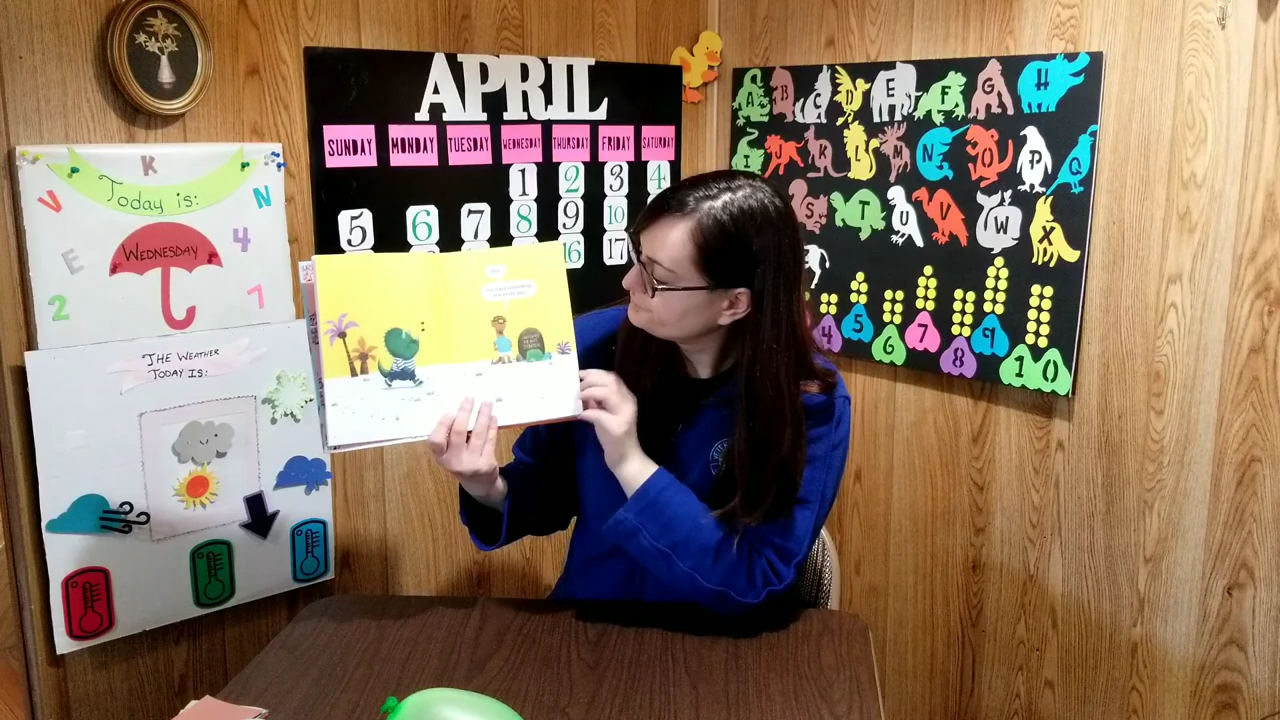 K
Today is:
V
N
WEDNESDAY
E
4
2
7
THE WEATHER
TODAY IS:
APRIL
SUNDAY MONDAY TUESDAY WEDNESDAY THURSDAY FRIDAY SATURDAY
1 2 3 4
5 6 7 8 9 10
16 17
A B C D E F G H
I J K L M N O P Q
S T U V W X
4 5 6 7 8 9 10